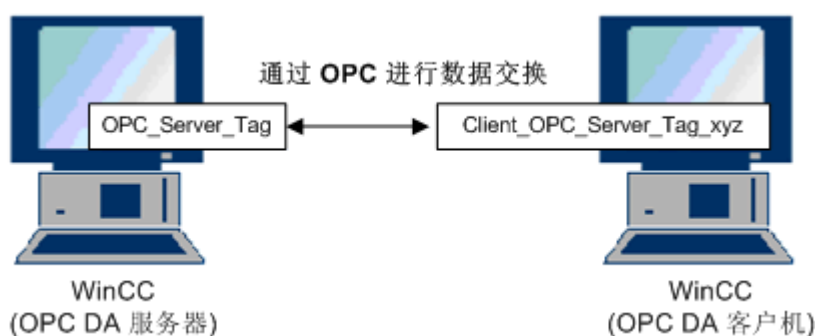 通过 OPC 进行数据交换
OPC_Server_Tag
Client_OPC_Server_Tag_xyz
WinCC
(OPC DA 服务器)
WinCC
(OPC DA 客户机)